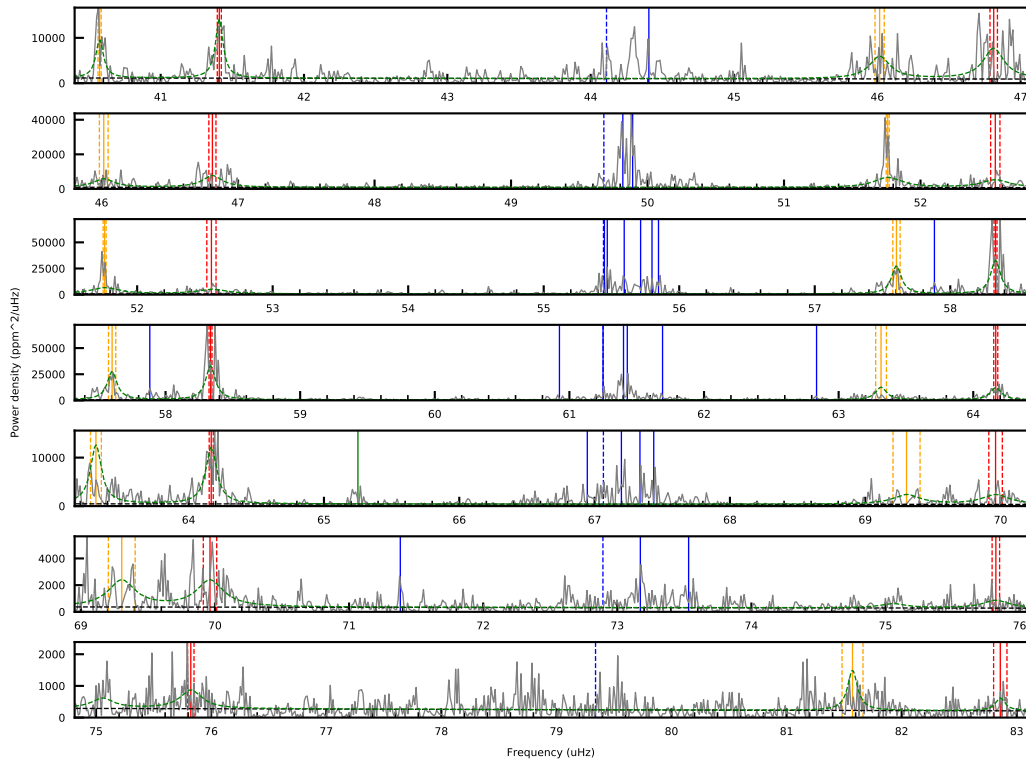 10000
0
41 42 43 44 45 46 47
40000
20000
0
46 47 48 49 50 51 52
50000
25000
0
52 53 54 55 56 57 58
50000
25000
0
58 59 60 61 62 63 64
Power density (ppm^2/uHz)
10000
0
64 65 66 67 68 69 70
4000
2000
0
69 70 71 72 73 74 75 76
2000
1000
0
75 76 77 78 79 80 81 82 83
Frequency (uHz)